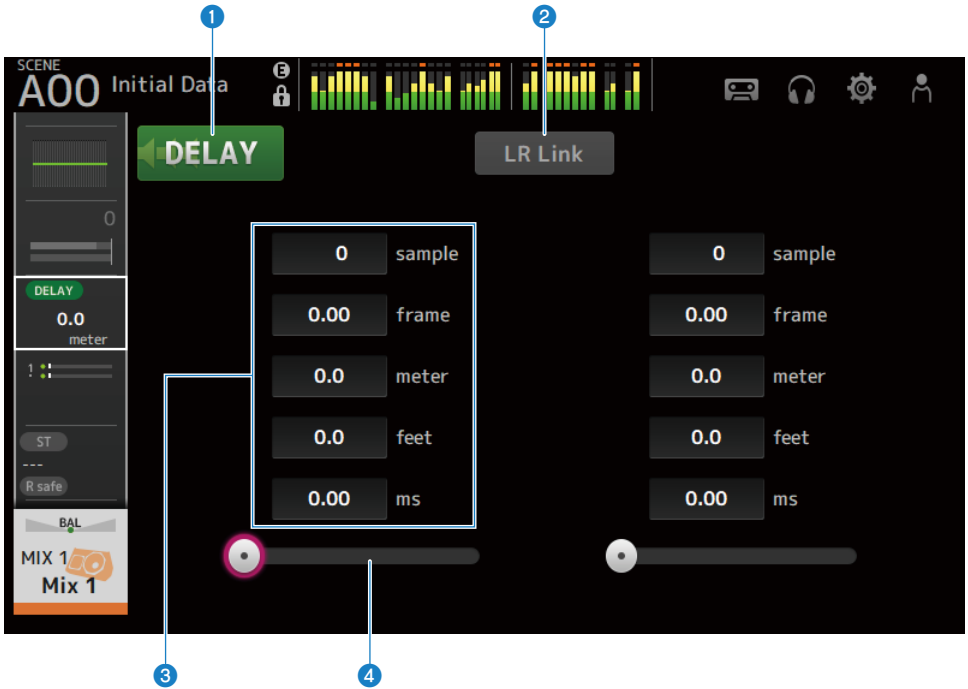 1
2
SCENE
A00 Initial Data
E
DELAY
LR Link
0
DELAY
0.0
meter
1
!
ST
---
R safe
BAL
MIX 1
Mix 1
0 sample
0.00 frame
0.0 meter
0.0 feet
0.00 ms
0 sample
0.00 frame
0.0 meter
0.0 feet
0.00 ms
3
4